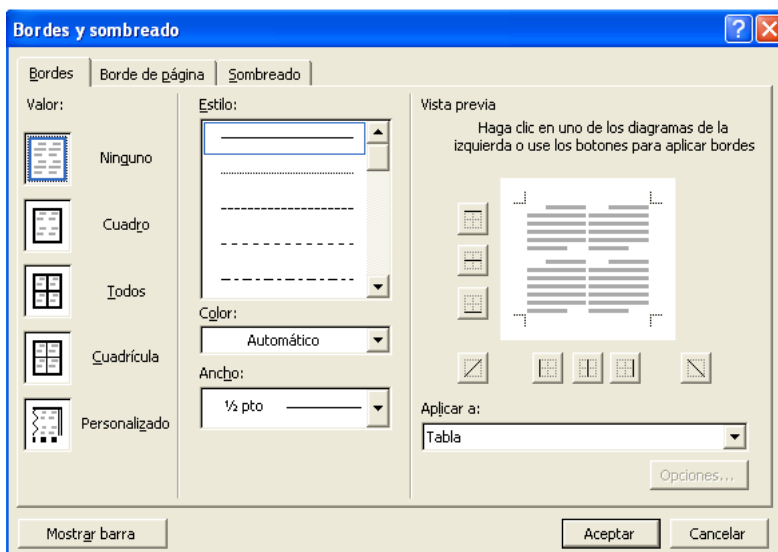 Bordes y sombreado
Bordes
Borde de página
Sombreado
Valor:
Ninguno
Cuadro
Todos
Cuadrícula
Personalizado
Estilo:
Color:
Automático
Ancho:
½ pto
Vista previa
Haga clic en uno de los diagramas de la
izquierda o use los botones para aplicar bordes
Aplicar a:
Tabla
Opciones...
Mostrar barra
Aceptar
Cancelar